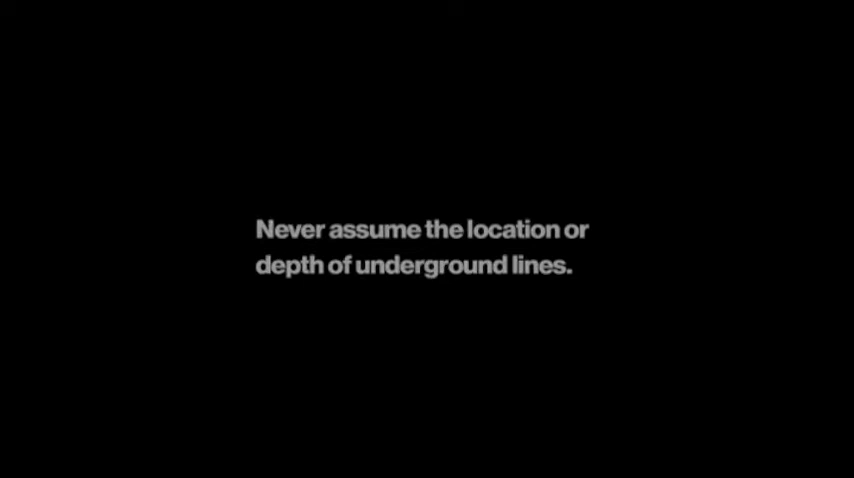 Never assume the location or
depth of underground lines.